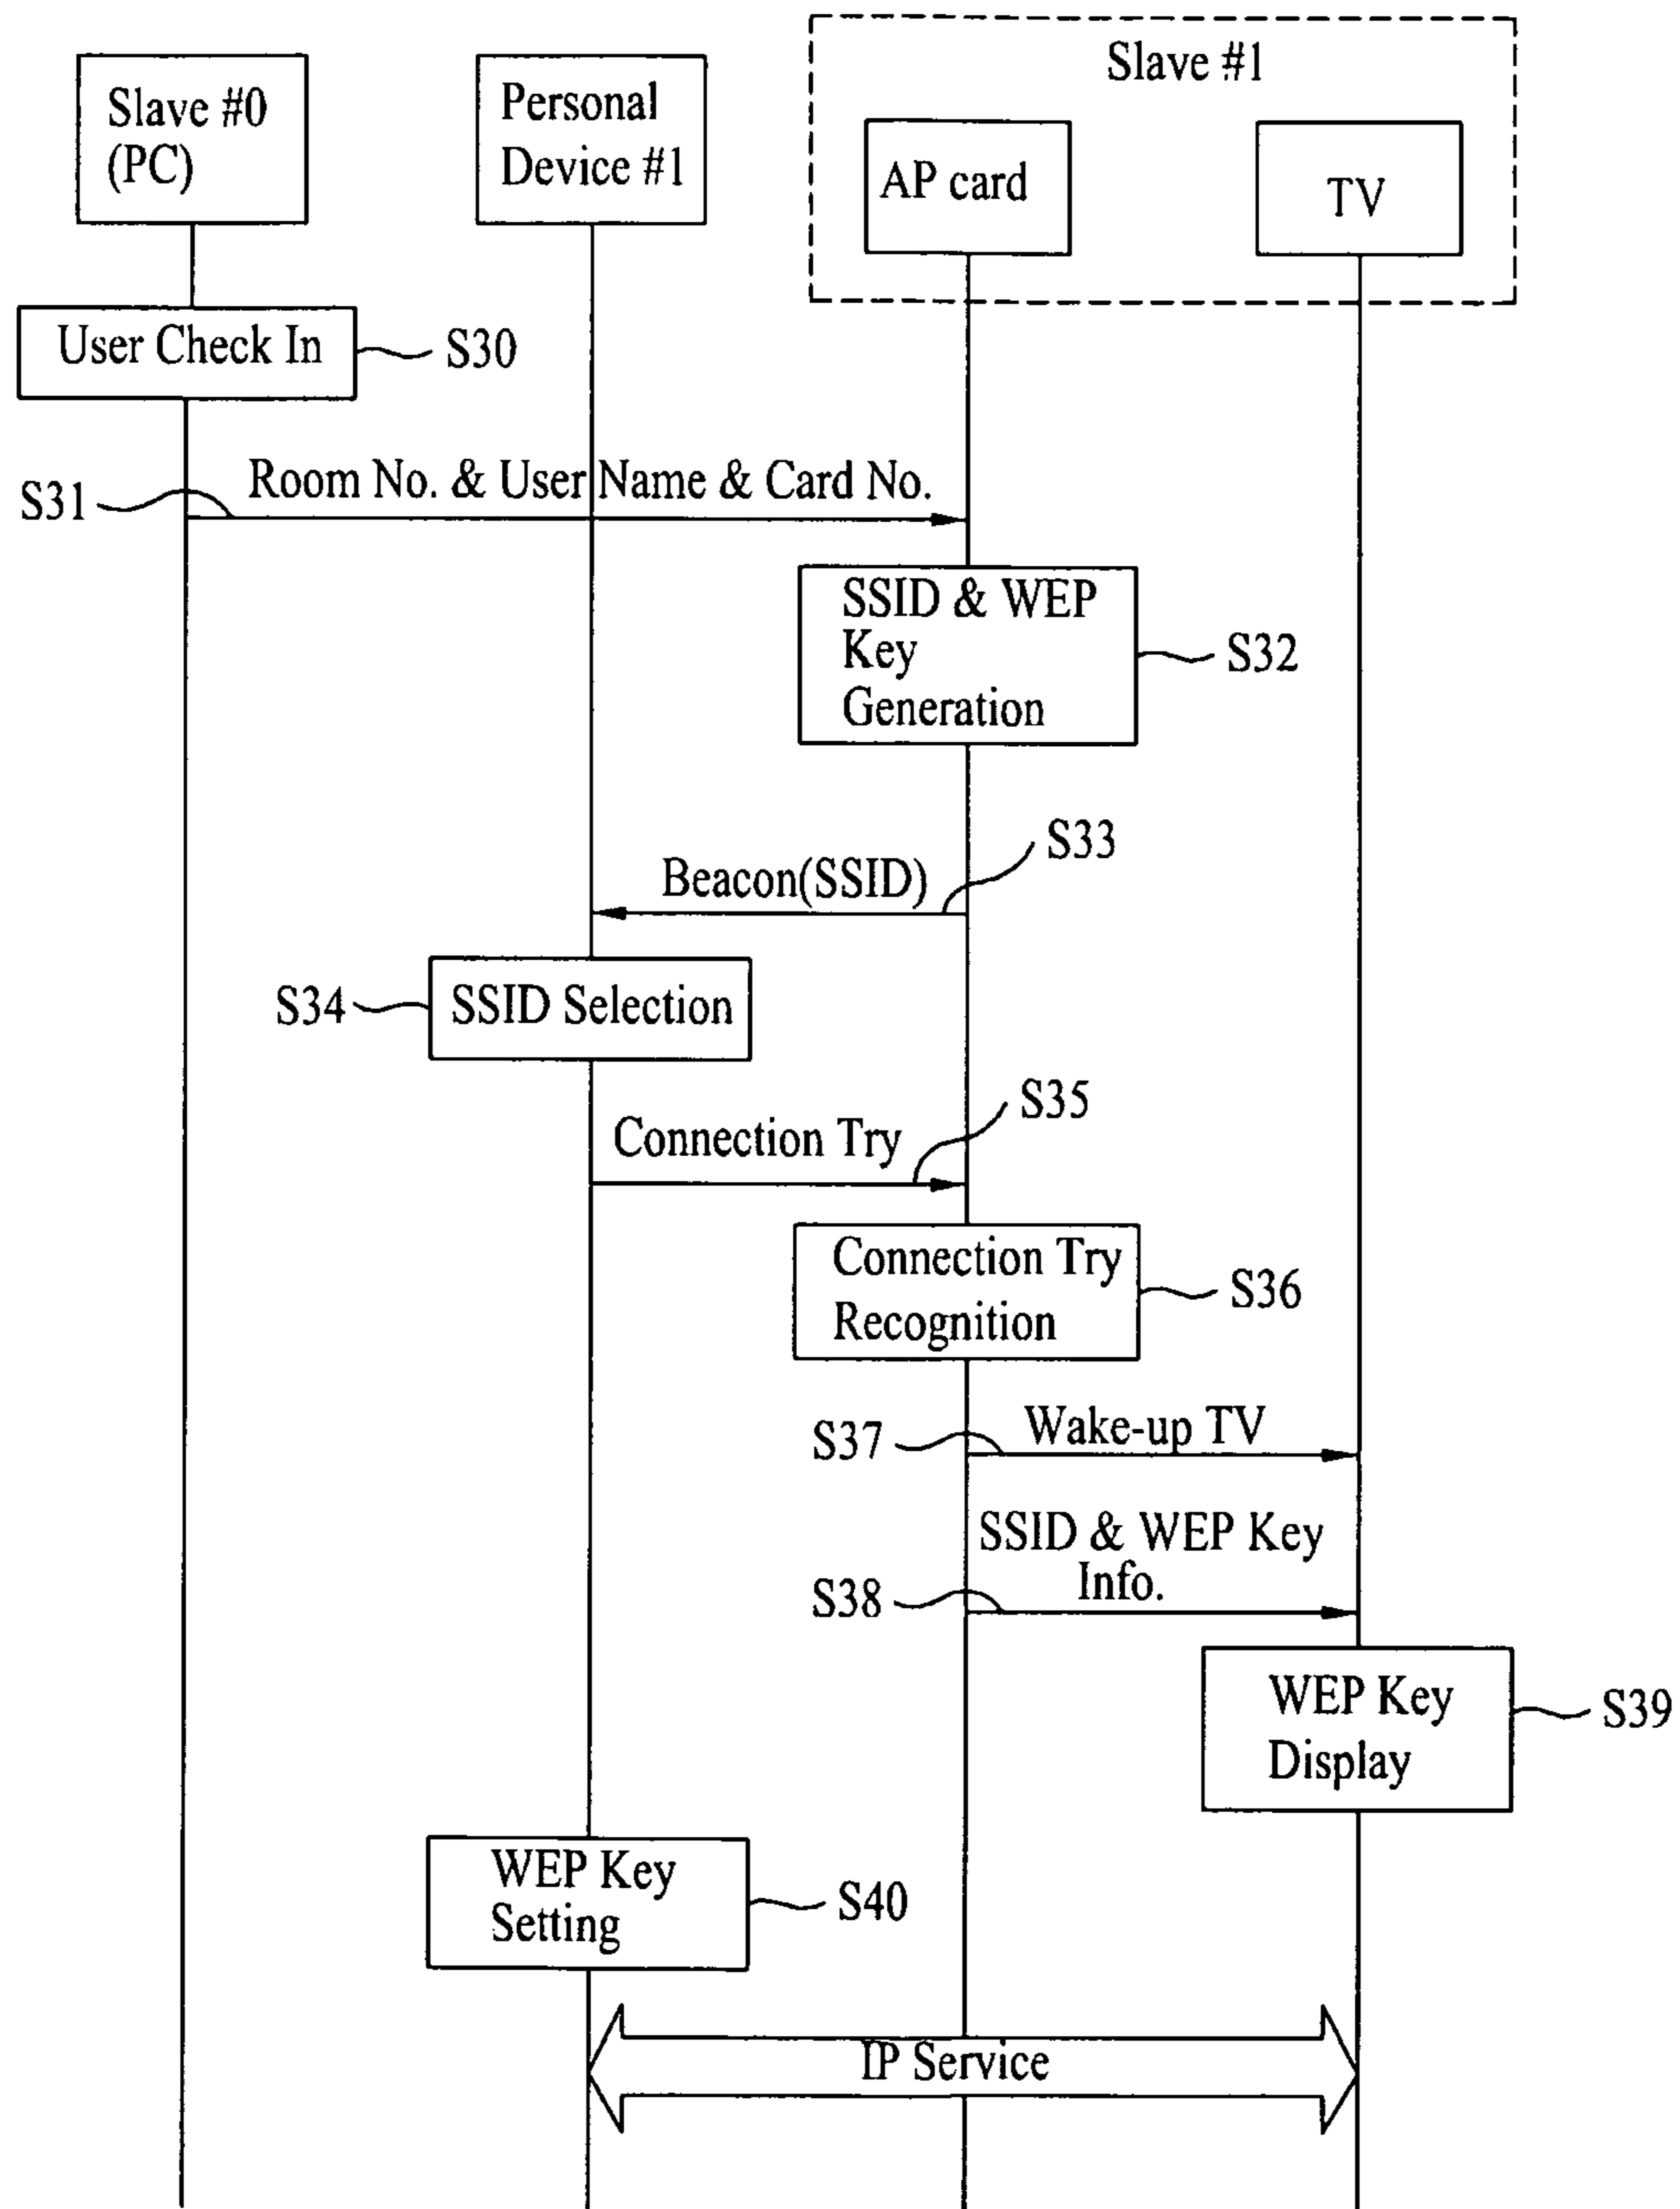 Slave #1
Slave #0
(PC)
Personal
Device #1
AP card
TV
User Check In
S30
Room No. & User Name & Card No.
S31
SSID & WEP
Key
Generation
S32
S33
Beacon(SSID)
S34
SSID Selection
S35
Connection Try
Connection Try
Recognition
S36
S37
Wake-up TV
SSID & WEP Key
Info.
S38
WEP Key
Display
S39
WEP Key
Setting
S40
IP Service